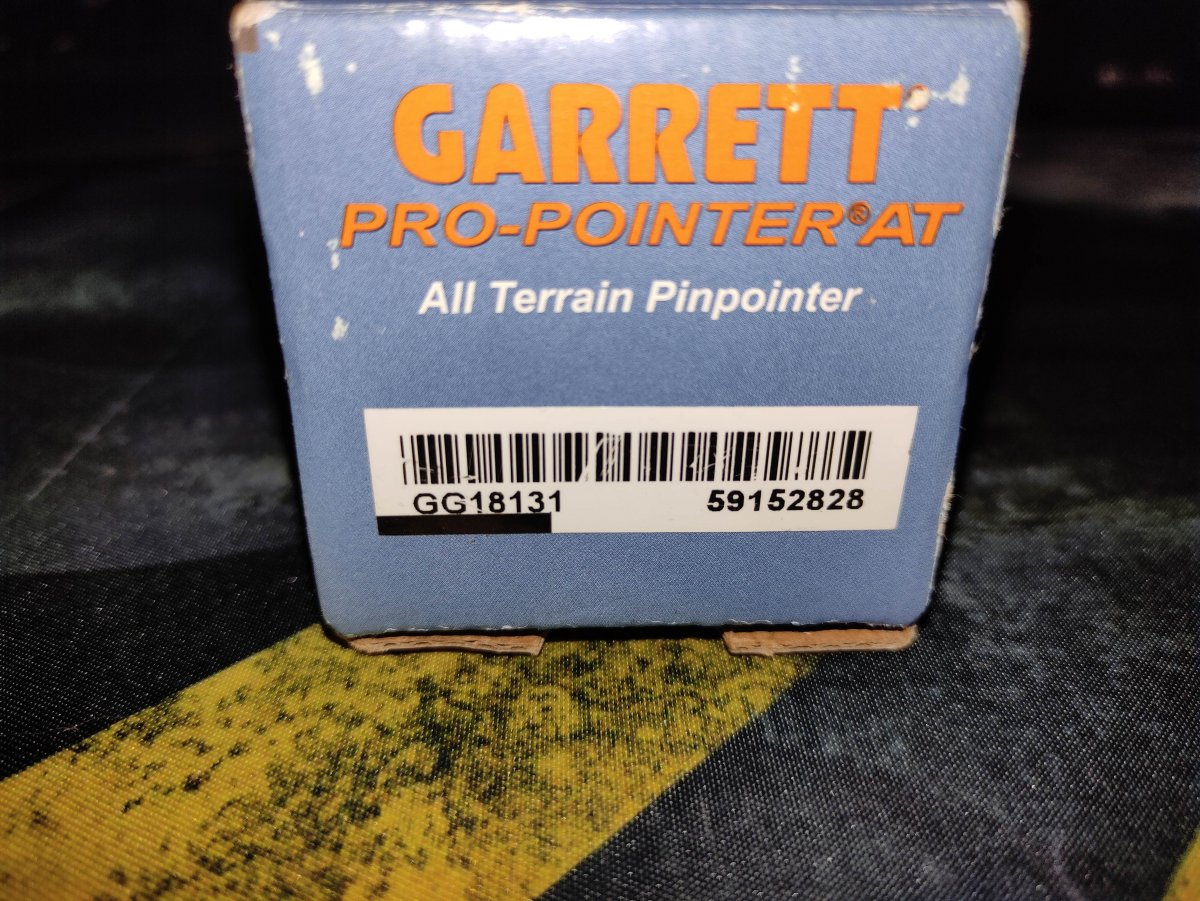 GARRETT®
PRO-POINTER®AT
All Terrain Pinpointer
GG18131 59152828